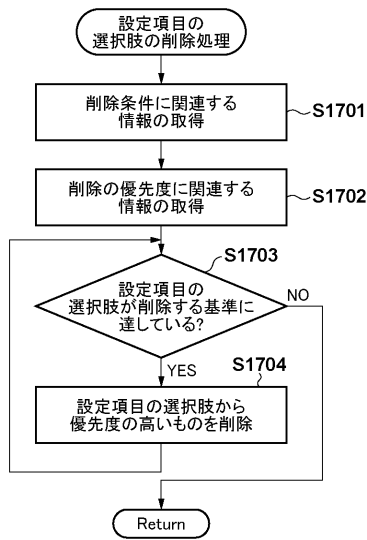 設定項目の
選択肢の削除処理
削除条件に関連する
情報の取得
S1701
削除の優先度に関連する
情報の取得
S1702
S1703
設定項目の
選択肢が削除する基準に
達している?
NO
YES
S1704
設定項目の選択肢から
優先度の高いものを削除
Return